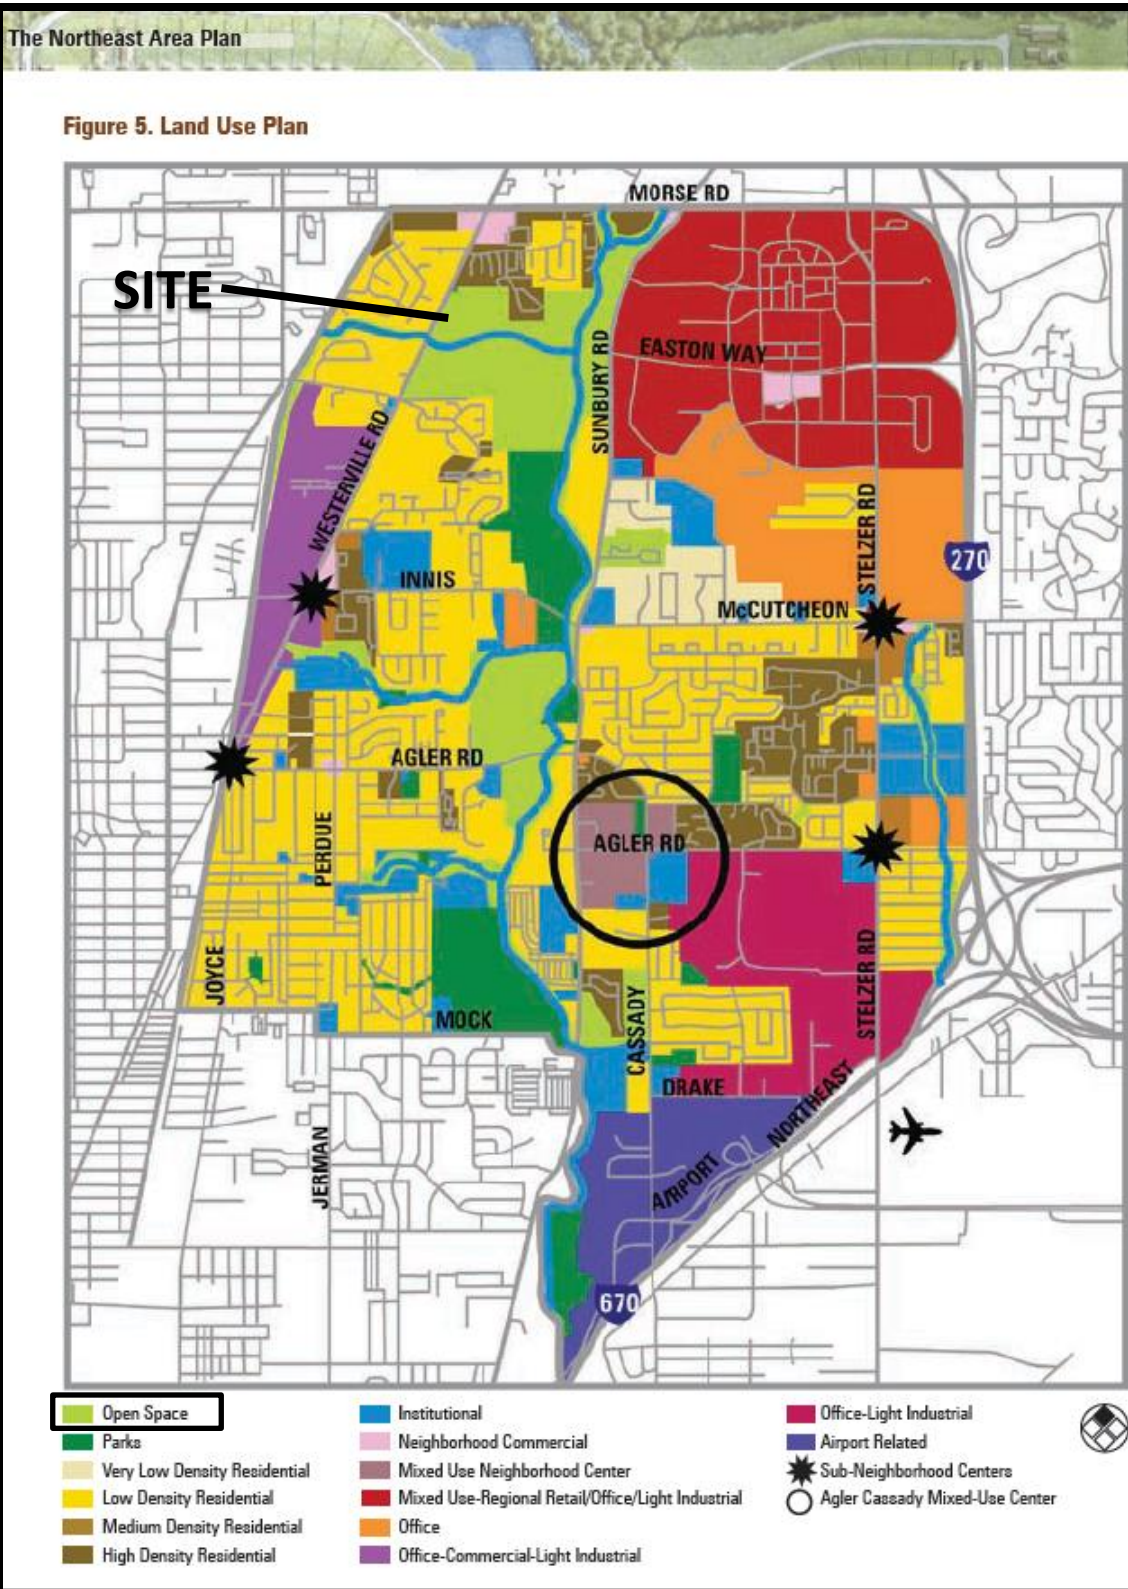 The Northeast Area Plan
Figure 5. Land Use Plan
MORSE RD
SITE
EASTON WAY
SUNBURY RD
WESTERVILLE RD
STELZER RD
270
INNIS
McCUTCHEON
AGLER RD
AGLER RD
PERDUE
JOYCE
STELZER RD
MOCK
CASSADY
DRAKE
NORTHEAST
JERMAN
AIRPORT
670
Open Space
Parks
Very Low Density Residential
Low Density Residential
Medium Density Residential
High Density Residential
Institutional
Neighborhood Commercial
Mixed Use Neighborhood Center
Mixed Use-Regional Retail/Office/Light Industrial
Office
Office-Commercial-Light Industrial
Office-Light Industrial
Airport Related
Sub-Neighborhood Centers
Agler Cassady Mixed-Use Center